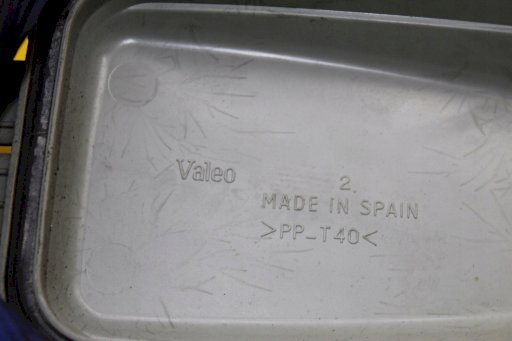 Valeo
2.
MADE IN SPAIN
>PP-T40<